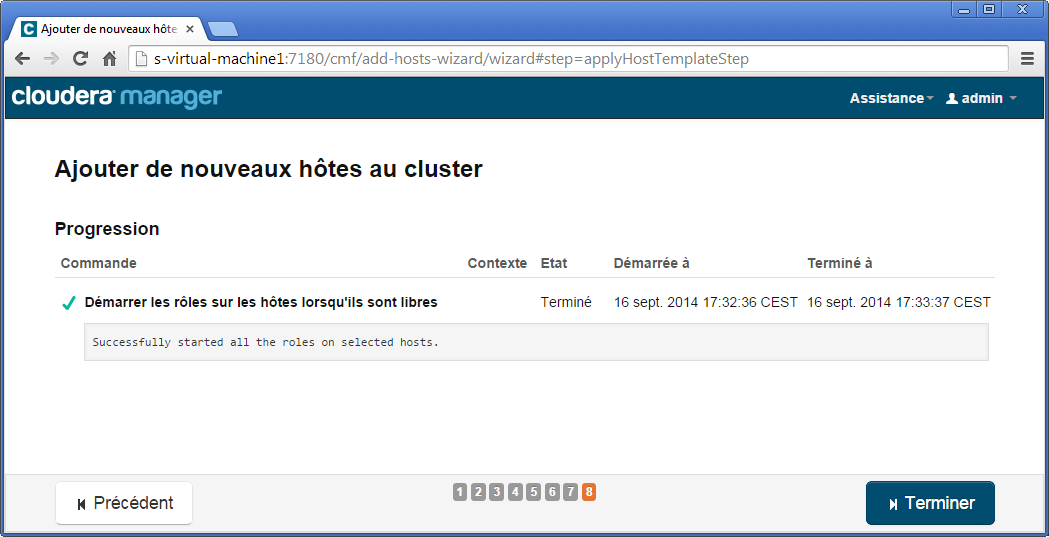 Ajouter de nouveaux hôte
s-virtual-machine1:7180/cmf/add-hosts-wizard/wizard#step=applyHostTemplateStep
cloudera manager Assistance admin
Ajouter de nouveaux hôtes au cluster
Progression
Commande Contexte Etat Démarrée à Terminé à
Démarrer les rôles sur les hôtes lorsqu'ils sont libres Terminé 16 sept. 2014 17:32:36 CEST 16 sept. 2014 17:33:37 CEST
Successfully started all the roles on selected hosts.
Précédent 1 2 3 4 5 6 7 8 Terminer